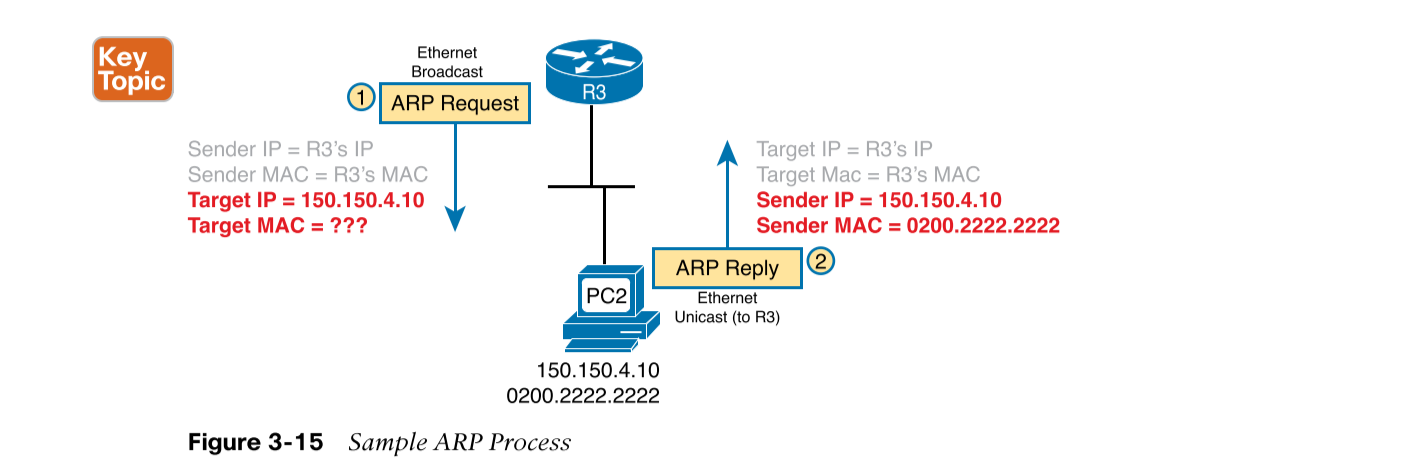 Key
Topic
Ethernet
Broadcast
1
ARP Request
R3
Sender IP = R3's IP
Sender MAC = R3's MAC
Target IP = 150.150.4.10
Target MAC = ???
Target IP = R3's IP
Target Mac = R3's MAC
Sender IP = 150.150.4.10
Sender MAC = 0200.2222.2222
ARP Reply
2
Ethernet
Unicast (to R3)
PC2
150.150.4.10
0200.2222.2222
Figure 3-15 Sample ARP Process